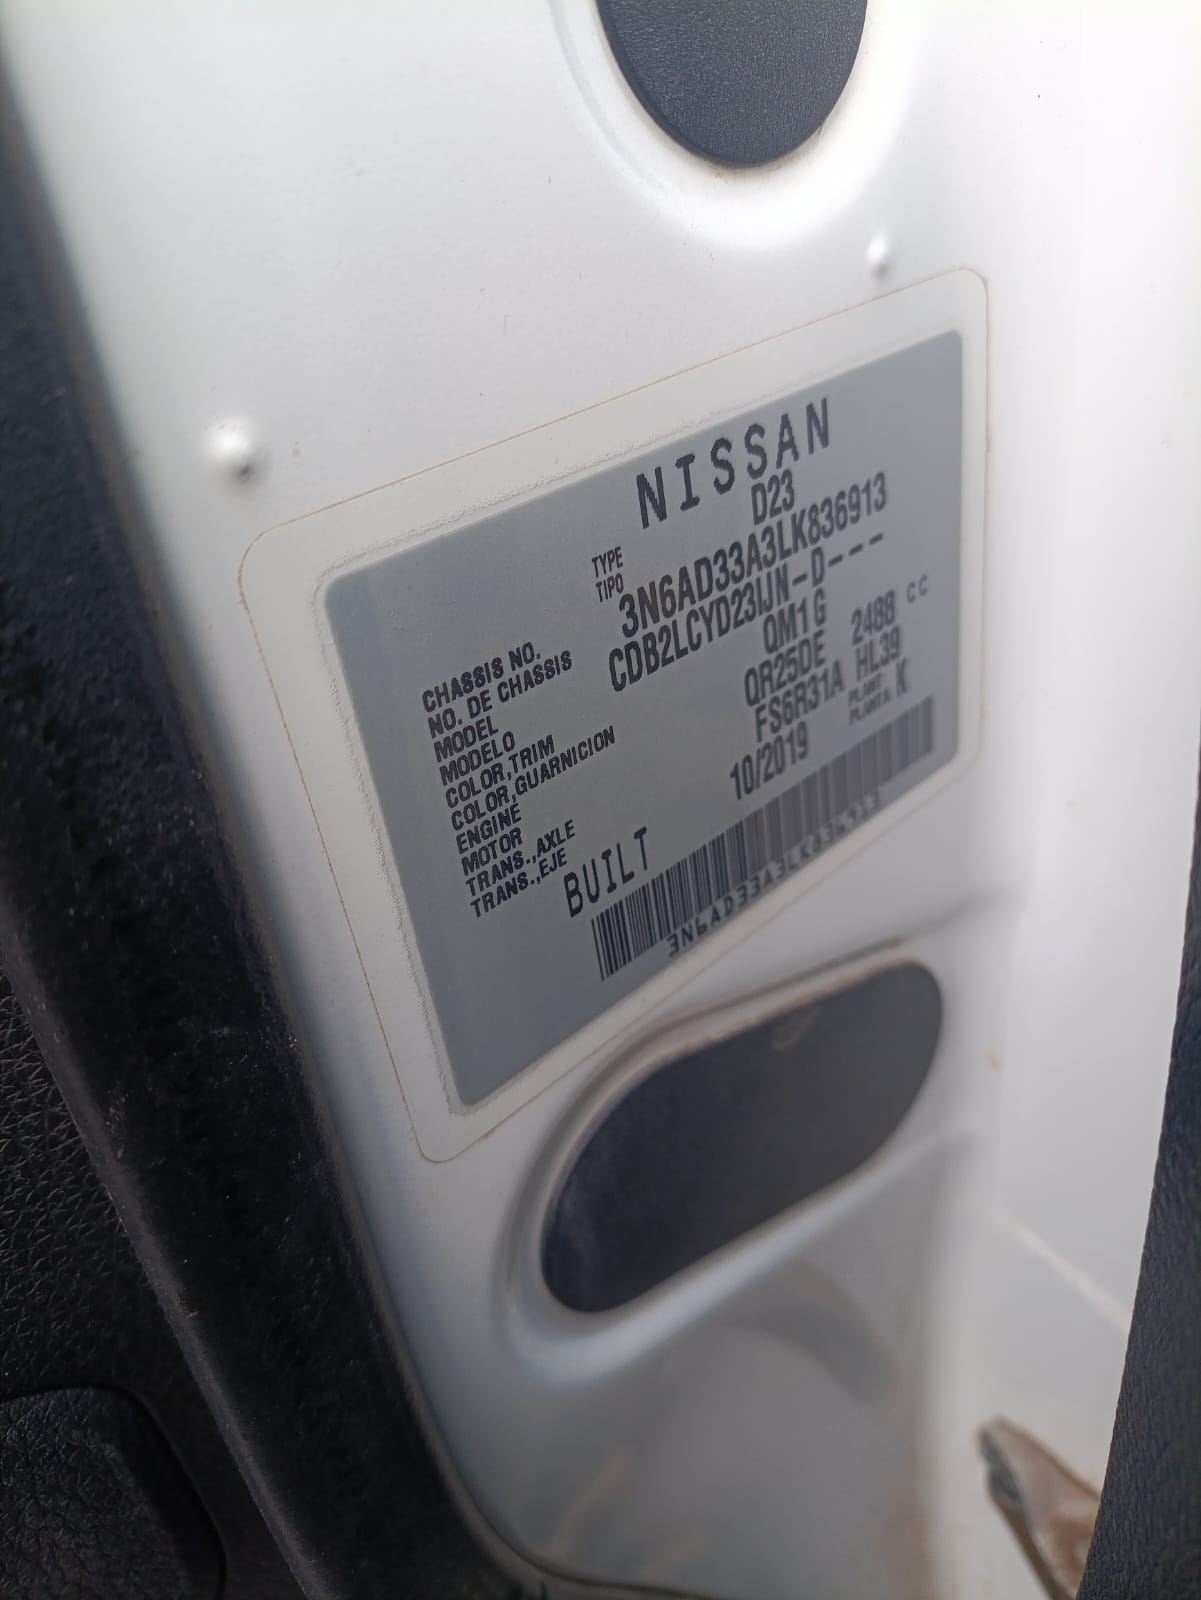 NISSAN
TYPE
TIPO D23
CHASSIS NO.
NO. DE CHASSIS 3N6AD33A3LK836913
MODEL
MODELO CDB2LCYD23IJN-D---
COLOR,TRIM
COLOR,GUARNICION QM1 G
ENGINE
MOTOR QR25DE 2488 CC
TRANS.,AXLE
TRANS.,EJE FS6R31A HL39
BUILT 10/2019 PLANT
PLANTA K
3N6AD33A3LK836913